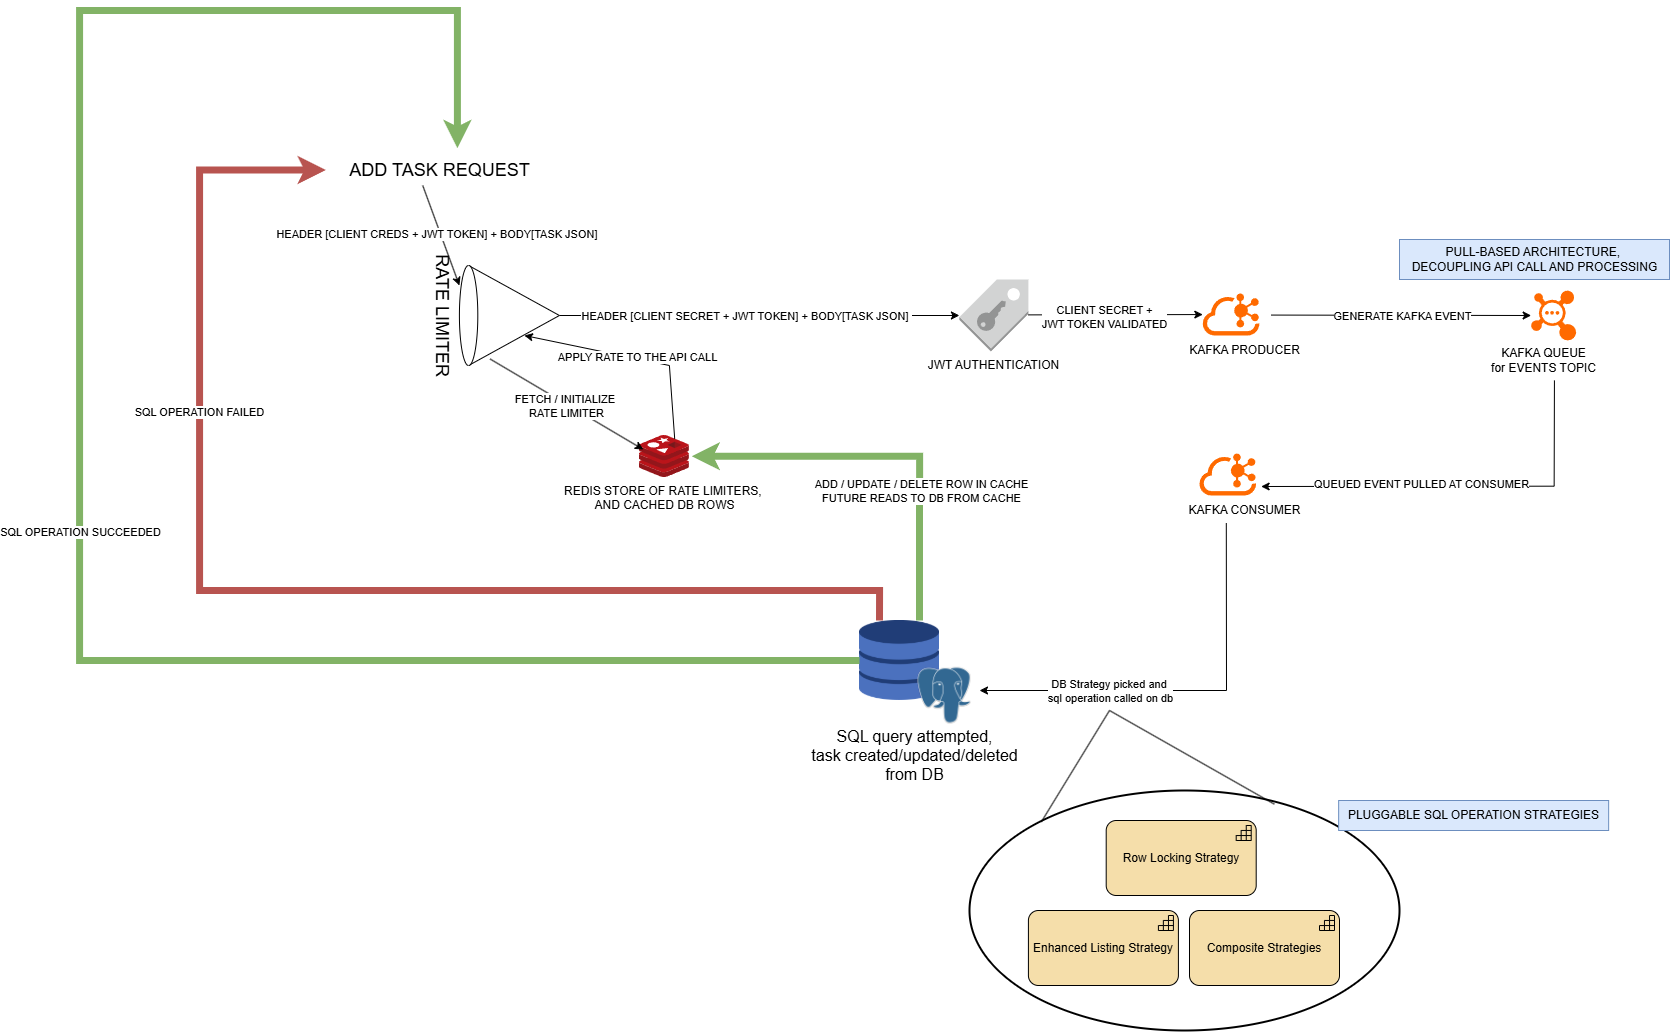 ADD TASK REQUEST
HEADER [CLIENT CREDS + JWT TOKEN] + BODY[TASK JSON]
RATE LIMITER
HEADER [CLIENT SECRET + JWT TOKEN] + BODY[TASK JSON]
APPLY RATE TO THE API CALL
FETCH / INITIALIZE
RATE LIMITER
REDIS STORE OF RATE LIMITERS,
AND CACHED DB ROWS
JWT AUTHENTICATION
CLIENT SECRET +
JWT TOKEN VALIDATED
KAFKA PRODUCER
GENERATE KAFKA EVENT
PULL-BASED ARCHITECTURE,
DECOUPLING API CALL AND PROCESSING
KAFKA QUEUE
for EVENTS TOPIC
QUEUED EVENT PULLED AT CONSUMER
KAFKA CONSUMER
SQL OPERATION FAILED
ADD / UPDATE / DELETE ROW IN CACHE
FUTURE READS TO DB FROM CACHE
SQL OPERATION SUCCEEDED
DB Strategy picked and
sql operation called on db
SQL query attempted,
task created/updated/deleted
from DB
PLUGGABLE SQL OPERATION STRATEGIES
Row Locking Strategy
Enhanced Listing Strategy
Composite Strategies